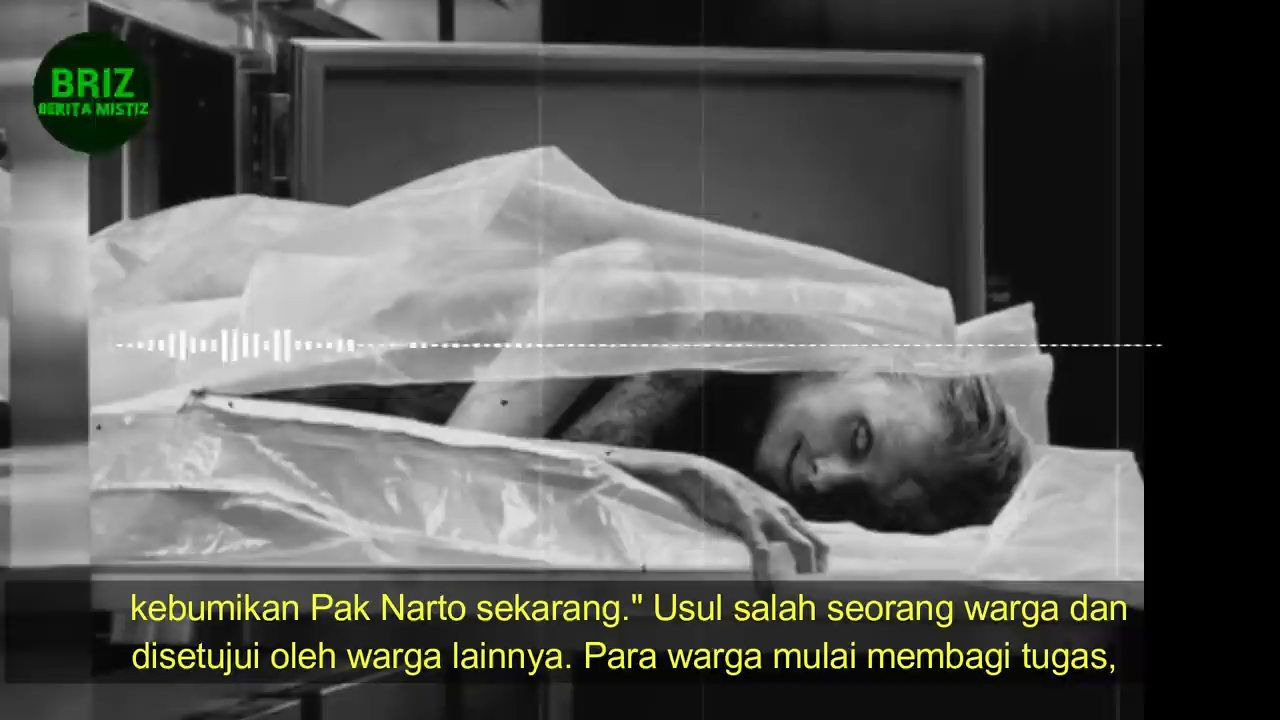 BRIZ
BERITA MISTIZ
kebumikan Pak Narto sekarang." Usul salah seorang warga dan
disetujui oleh warga lainnya. Para warga mulai membagi tugas,